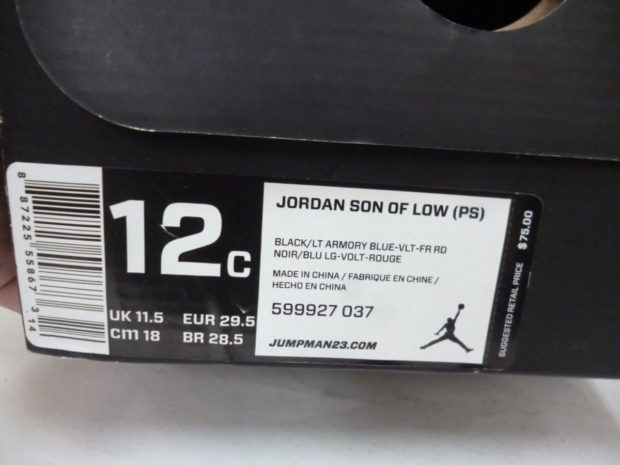 8 87225 55867 3 14
12c
UK 11.5 EUR 29.5
cm 18 BR 28.5
JORDAN SON OF LOW (PS)
BLACK/LT ARMORY BLUE-VLT-FR RD
NOIR/BLU LG-VOLT-ROUGE
MADE IN CHINA / FABRIQUE EN CHINE /
HECHO EN CHINA
599927 037
JUMPMAN23.COM
SUGGESTED RETAIL PRICE $75.00